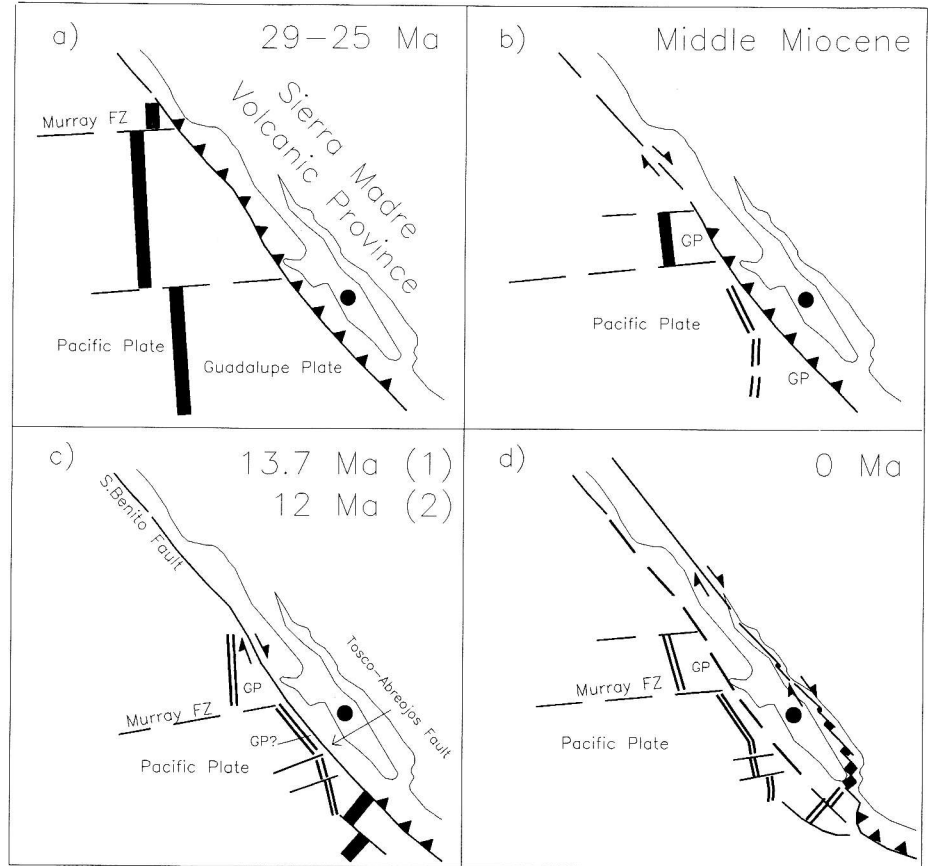 a)
29-25 Ma
Murray FZ
Sierra Madre
Volcanic Province
Pacific Plate
Guadalupe Plate
b)
Middle Miocene
GP
Pacific Plate
GP
c)
13.7 Ma (1)
12 Ma (2)
S.Benito Fault
GP
Tosco-Abreojos Fault
Murray FZ
GP?
Pacific Plate
d)
0 Ma
GP
Murray FZ
Pacific Plate